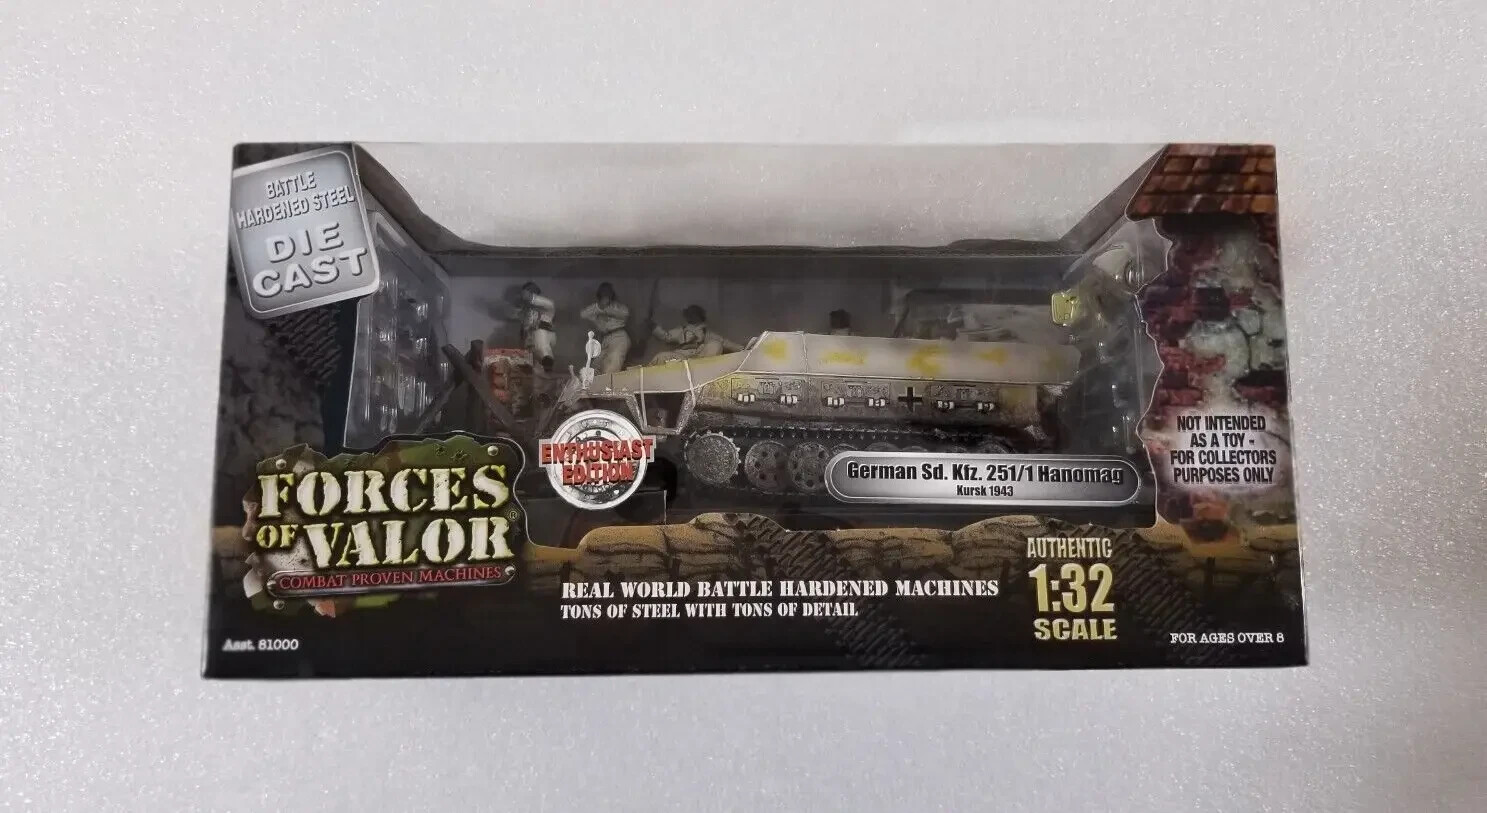 BATTLE
HARDENED STEEL
DIE
CAST
ENTHUSIAST
EDITION
German Sd. Kfz. 251/1 Hanomag
Kursk 1943
NOT INTENDED
AS A TOY -
FOR COLLECTORS
PURPOSES ONLY
FORCES
OF VALOR®
COMBAT PROVEN MACHINES
REAL WORLD BATTLE HARDENED MACHINES
TONS OF STEEL WITH TONS OF DETAIL
AUTHENTIC
1:32
SCALE
Asst. 81000
FOR AGES OVER 8